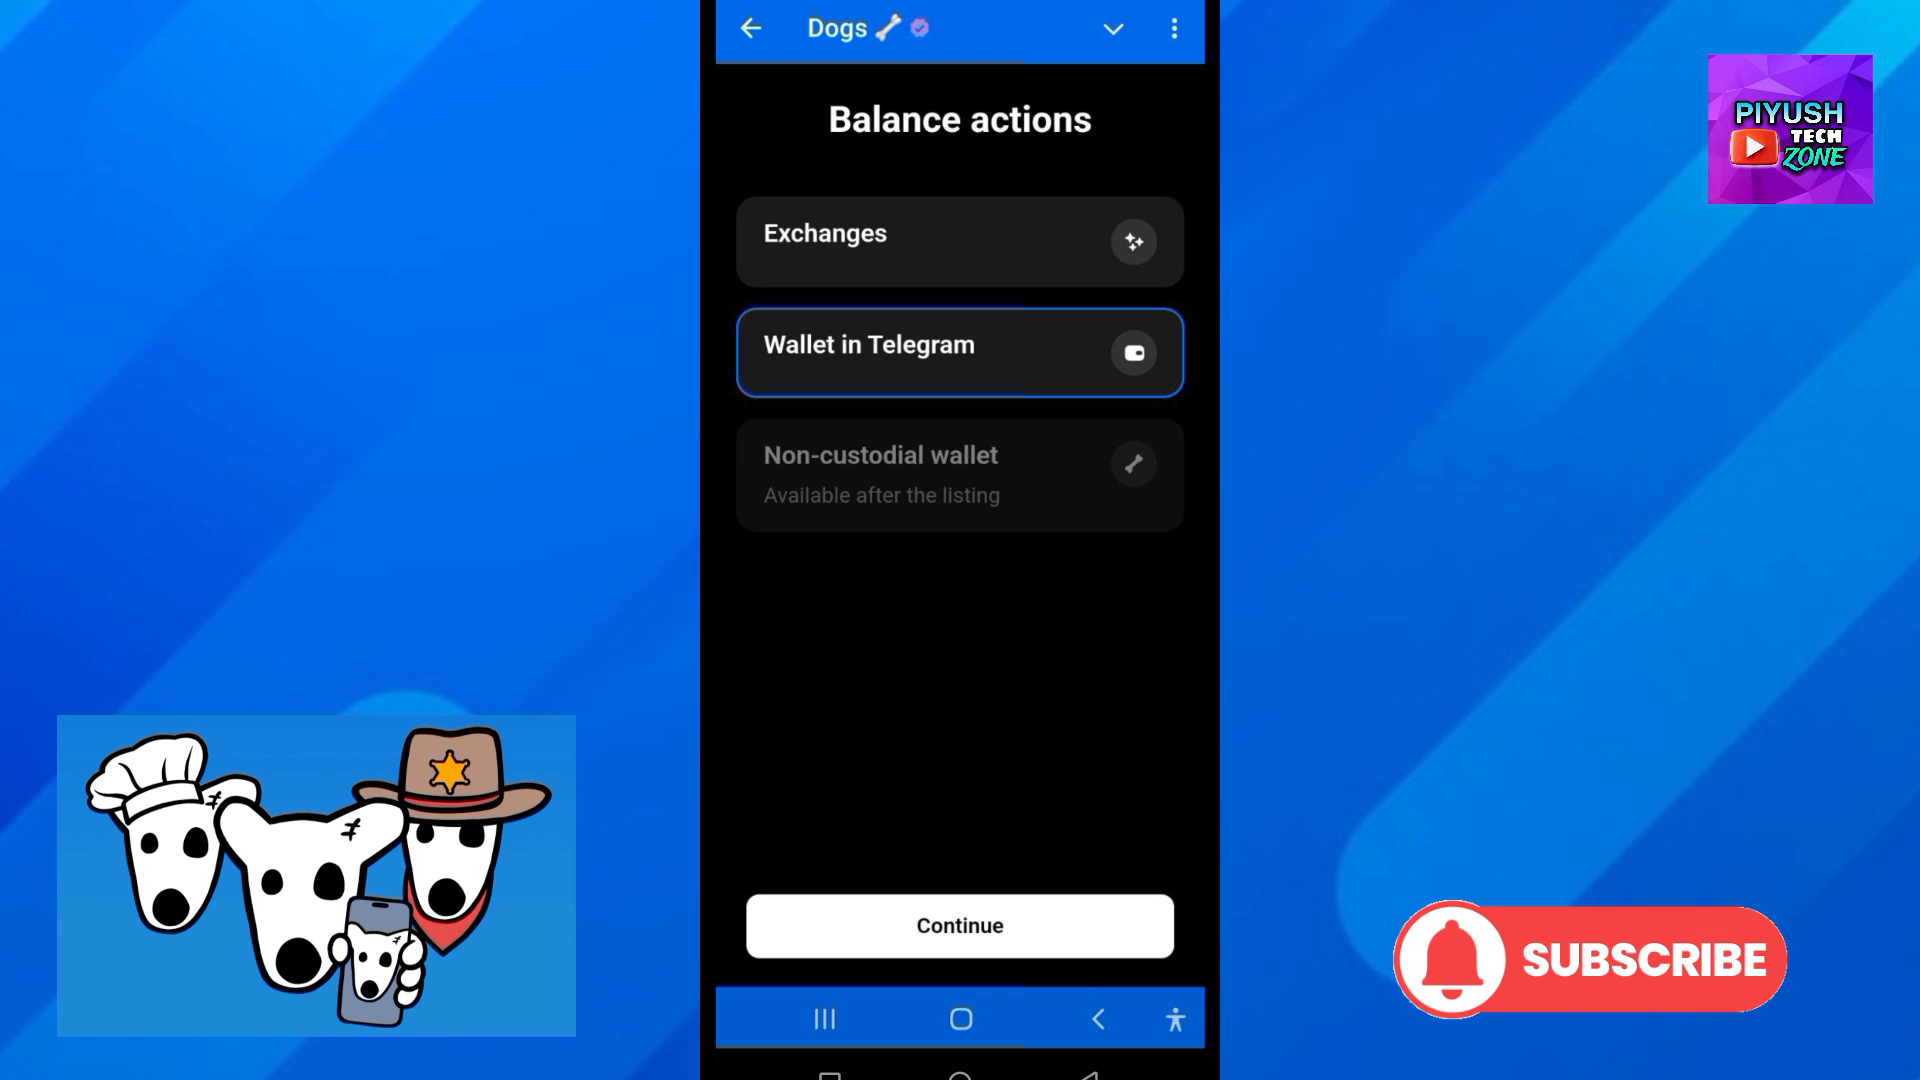 Dogs
Balance actions
Exchanges
Wallet in Telegram
Non-custodial wallet
Available after the listing
Continue
PIYUSH
TECH
ZONE
SUBSCRIBE